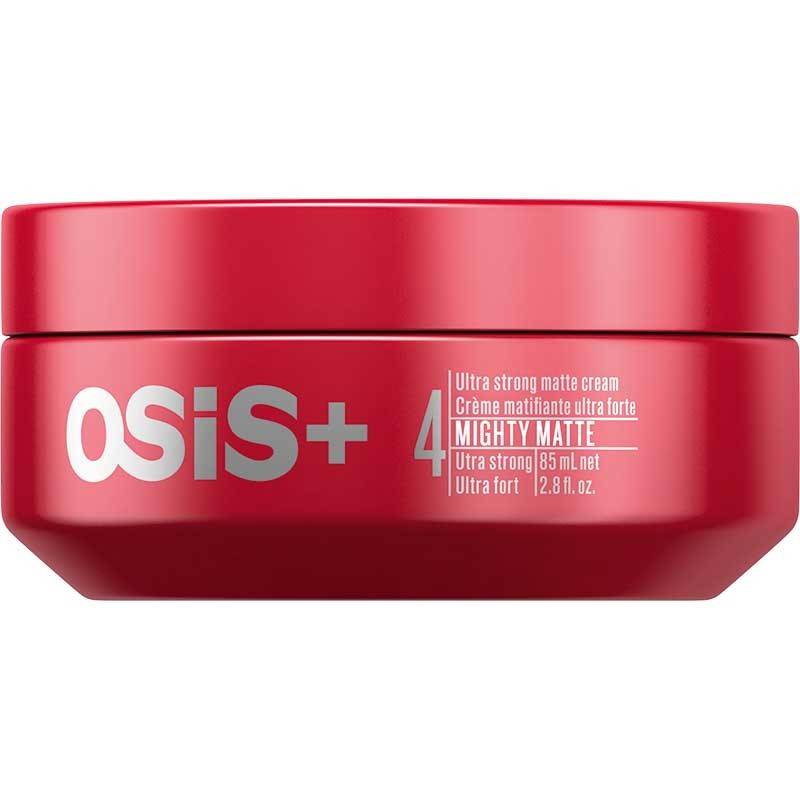 OSiS+
4
Ultra strong matte cream
Crème matifiante ultra forte
MIGHTY MATTE
Utra strong 85 mL net
Ultra fort 2.8 fl. oz.